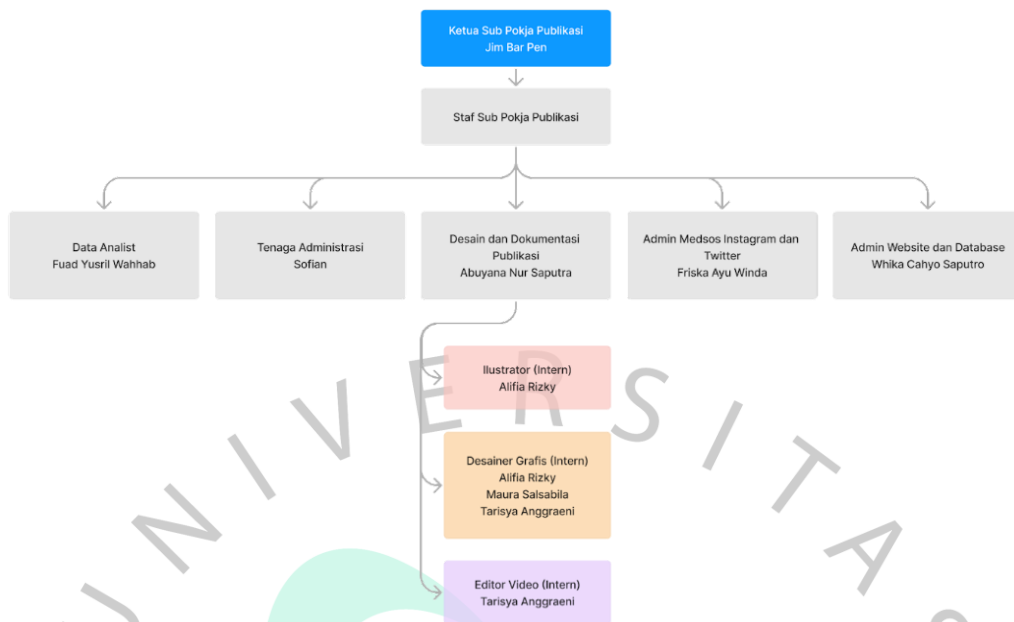 Ketua Sub Pokja Publikasi
Jim Bar Pen
Staf Sub Pokja Publikasi
Data Analist
Fuad Yusril Wahhab
Tenaga Administrasi
Sofian
Desain dan Dokumentasi
Publikasi
Abuyana Nur Saputra
Admin Medsos Instagram dan
Twitter
Friska Ayu Winda
Admin Website dan Database
Whika Cahyo Saputro
Ilustrator (Intern)
Alifia Rizky
Desainer Grafis (Intern)
Alifia Rizky
Maura Salsabila
Tarisya Anggraeni
Editor Video (Intern)
Tarisya Anggraeni
UNIVERSITAS